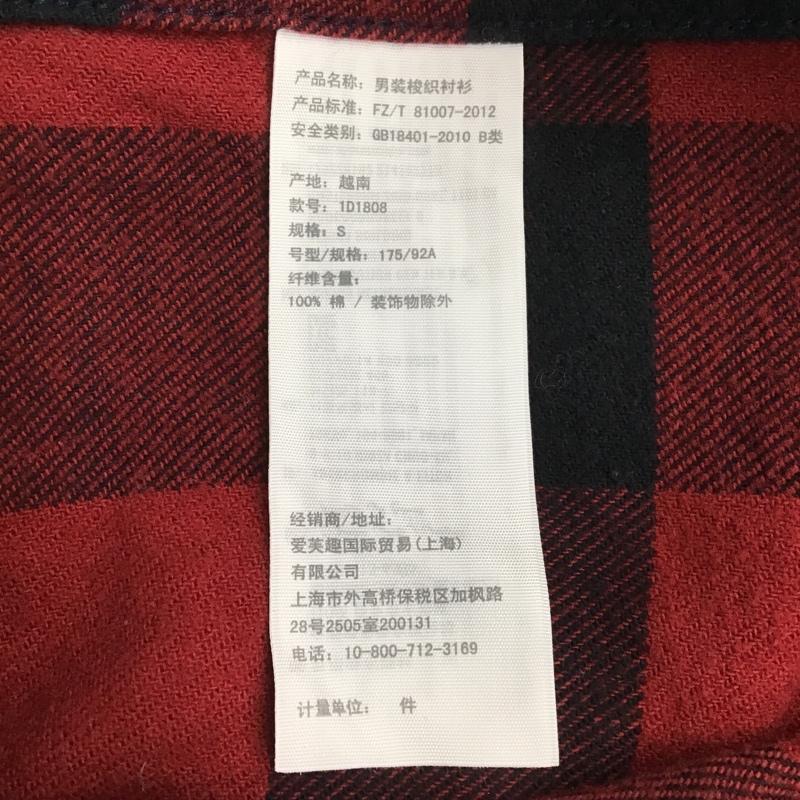 产品名称: 男装梭织衬衫
产品标准: FZ/T 81007-2012
安全类别: GB18401-2010 B类
产地: 越南
款号: 1D1808
规格: S
号型/规格: 175/92A
纤维含量:
100% 棉 / 装饰物除外
经销商/地址:
爱芙趣国际贸易(上海)
有限公司
上海市外高桥保税区加枫路
28号2505室200131
电话: 10-800-712-3169
计量单位: 件